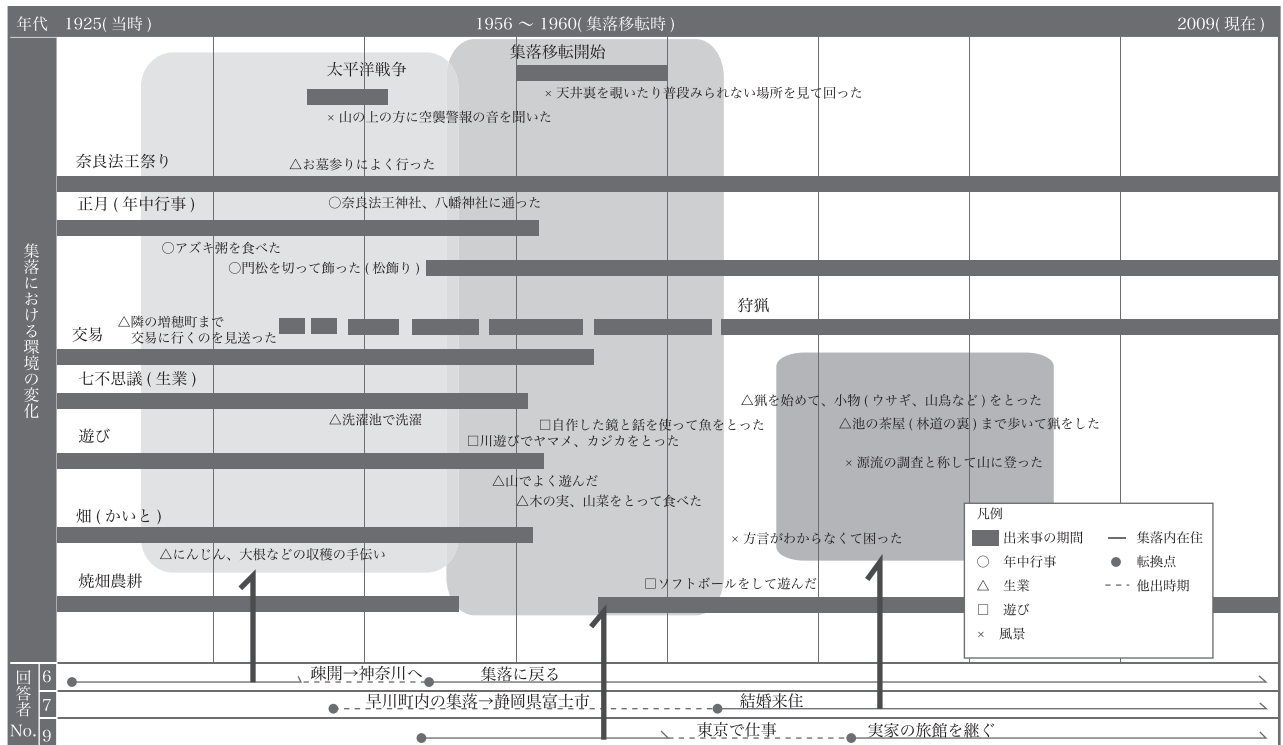 年代 1925(当時) 1956 ～ 1960(集落移転時) 2009(現在)
集落における環境の変化
集落移転開始
太平洋戦争
× 天井裏を覗いたり普段みられない場所を見て回った
× 山の上の方に空襲警報の音を聞いた
奈良法王祭り
△お墓参りによく行った
正月(年中行事)
○奈良法王神社、八幡神社に通った
○アズキ粥を食べた
○門松を切って飾った(松飾り)
狩猟
△隣の増穂町まで
交易に行くのを見送った
交易
七不思議(生業)
△猟を始めて、小物(ウサギ、山鳥など)をとった
△洗濯池で洗濯
□自作した鏡と銛を使って魚をとった
△池の茶屋(林道の裏)まで歩いて猟をした
遊び
□川遊びでヤマメ、カジカをとった
× 源流の調査と称して山に登った
△山でよく遊んだ
△木の実、山菜をとって食べた
畑(かいと)
× 方言がわからなくて困った
△にんじん、大根などの収穫の手伝い
焼畑農耕
□ソフトボールをして遊んだ
凡例
出来事の期間
集落内在住
○ 年中行事
転換点
△ 生業
他出時期
□ 遊び
× 風景
回答者No.
6 疎開→神奈川へ 集落に戻る
7 早川町内の集落→静岡県富士市 結婚来住
9 東京で仕事 実家の旅館を継ぐ